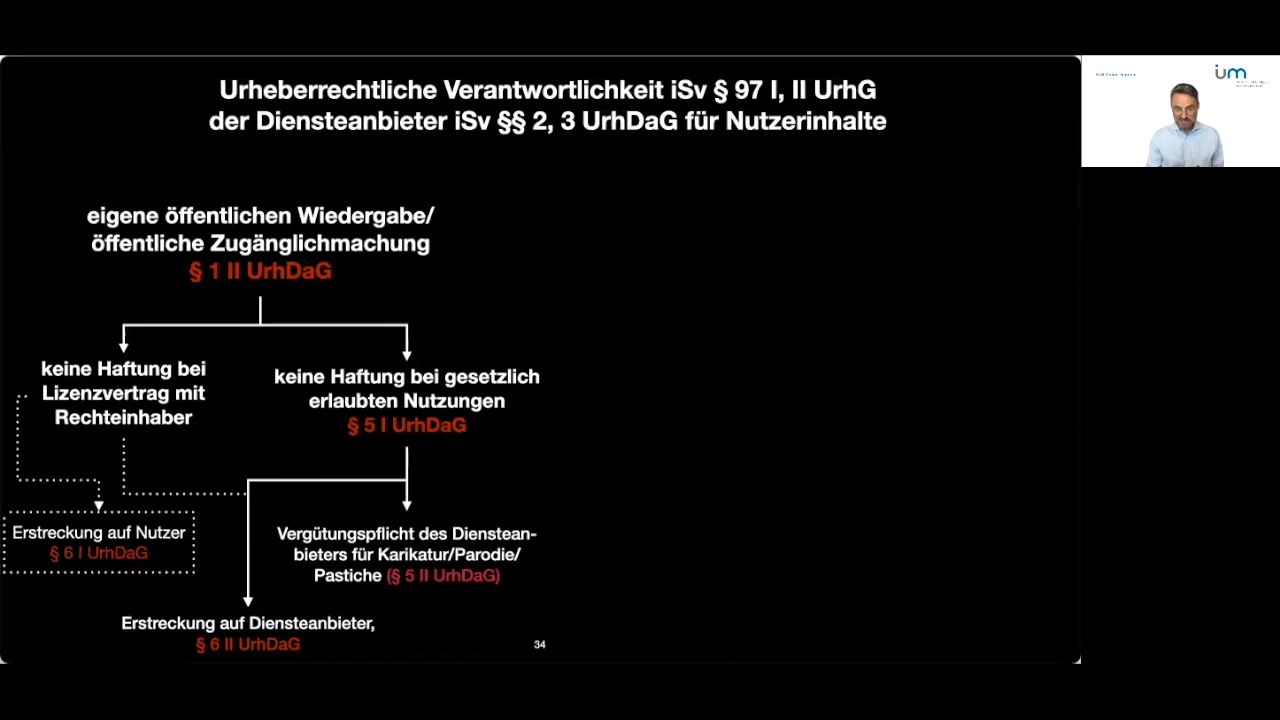 Urheberrechtliche Verantwortlichkeit iSv § 97 I, II UrhG
der Diensteanbieter iSv §§ 2, 3 UrhDaG für Nutzerinhalte
eigene öffentlichen Wiedergabe/
öffentliche Zugänglichmachung
§ 1 II UrhDaG
keine Haftung bei
Lizenzvertrag mit
Rechteinhaber
keine Haftung bei gesetzlich
erlaubten Nutzungen
§ 5 I UrhDaG
Erstreckung auf Nutzer
§ 6 I UrhDaG
Vergütungspflicht des Dienstean-
bieters für Karikatur/Parodie/
Pastiche (§ 5 II UrhDaG)
Erstreckung auf Diensteanbieter,
§ 6 II UrhDaG
34
ium